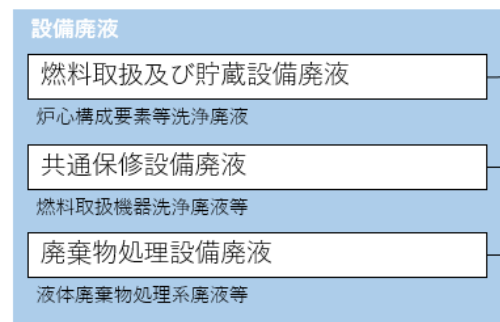 設備廃液
燃料取扱及び貯蔵設備廃液
炉心構成要素等洗浄廃液
共通保修設備廃液
燃料取扱機器洗浄廃液等
廃棄物処理設備廃液
液体廃棄物処理系廃液等